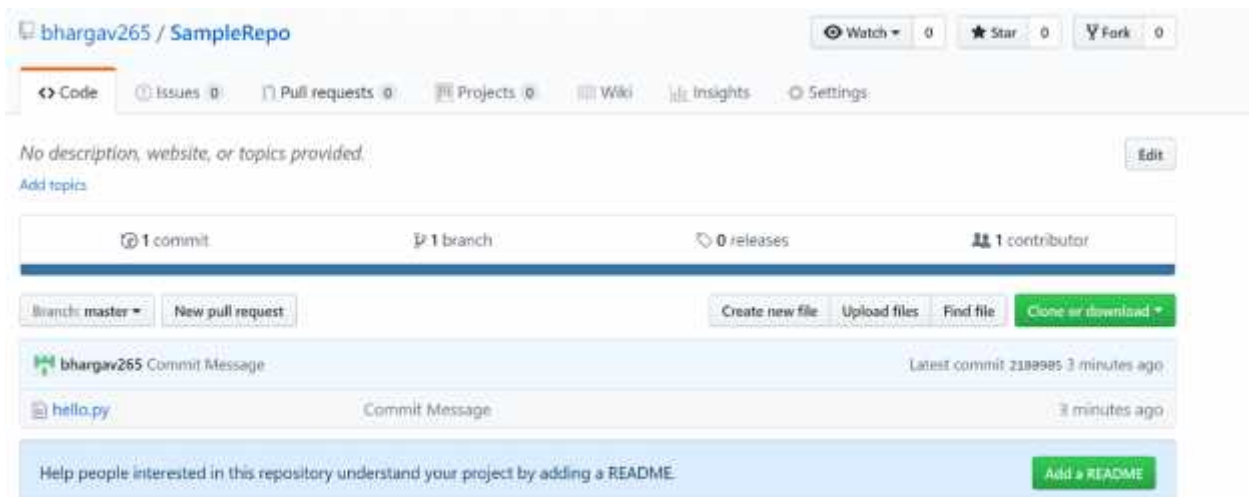 bhargav265 / SampleRepo
Watch 0 Star 0 Fork 0
Code Issues 0 Pull requests 0 Projects 0 Wiki Insights Settings
No description, website, or topics provided.
Edit
Add topics
1 commit 1 branch 0 releases 1 contributor
Branch: master New pull request Create new file Upload files Find file Clone or download
bhargav265 Commit Message Latest commit 3 minutes ago
hello.py Commit Message 3 minutes ago
Help people interested in this repository understand your project by adding a README. Add a README